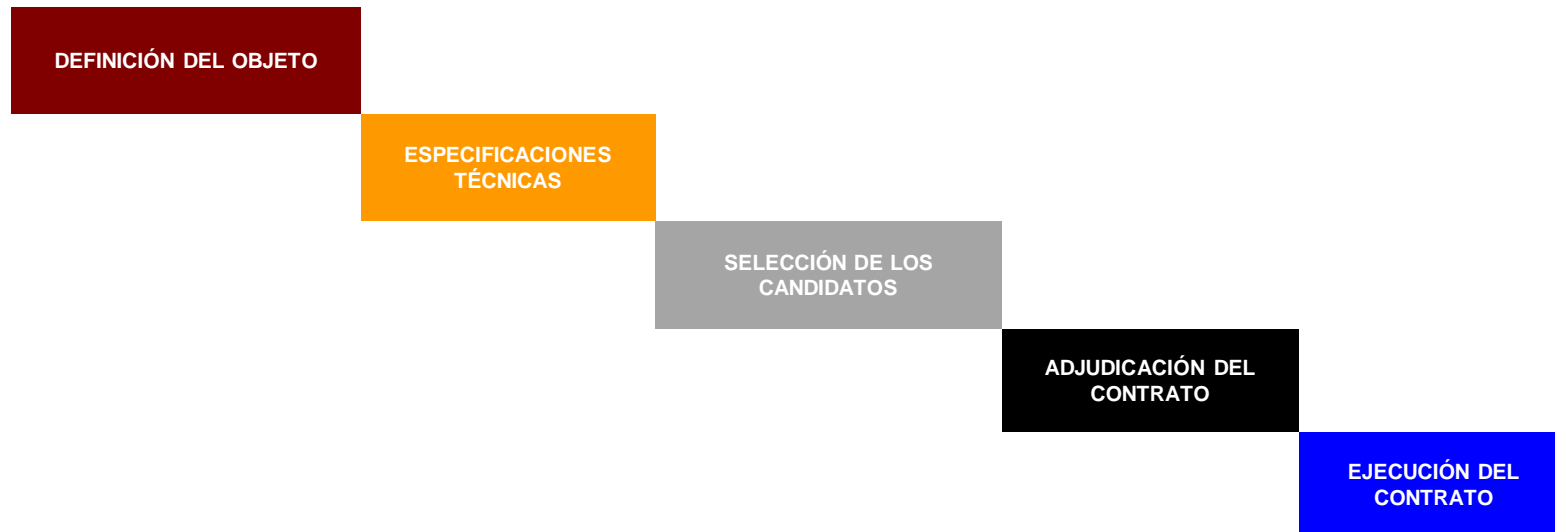 DEFINICIÓN DEL OBJETO
ESPECIFICACIONES
TÉCNICAS
SELECCIÓN DE LOS
CANDIDATOS
ADJUDICACIÓN DEL
CONTRATO
EJECUCIÓN DEL
CONTRATO